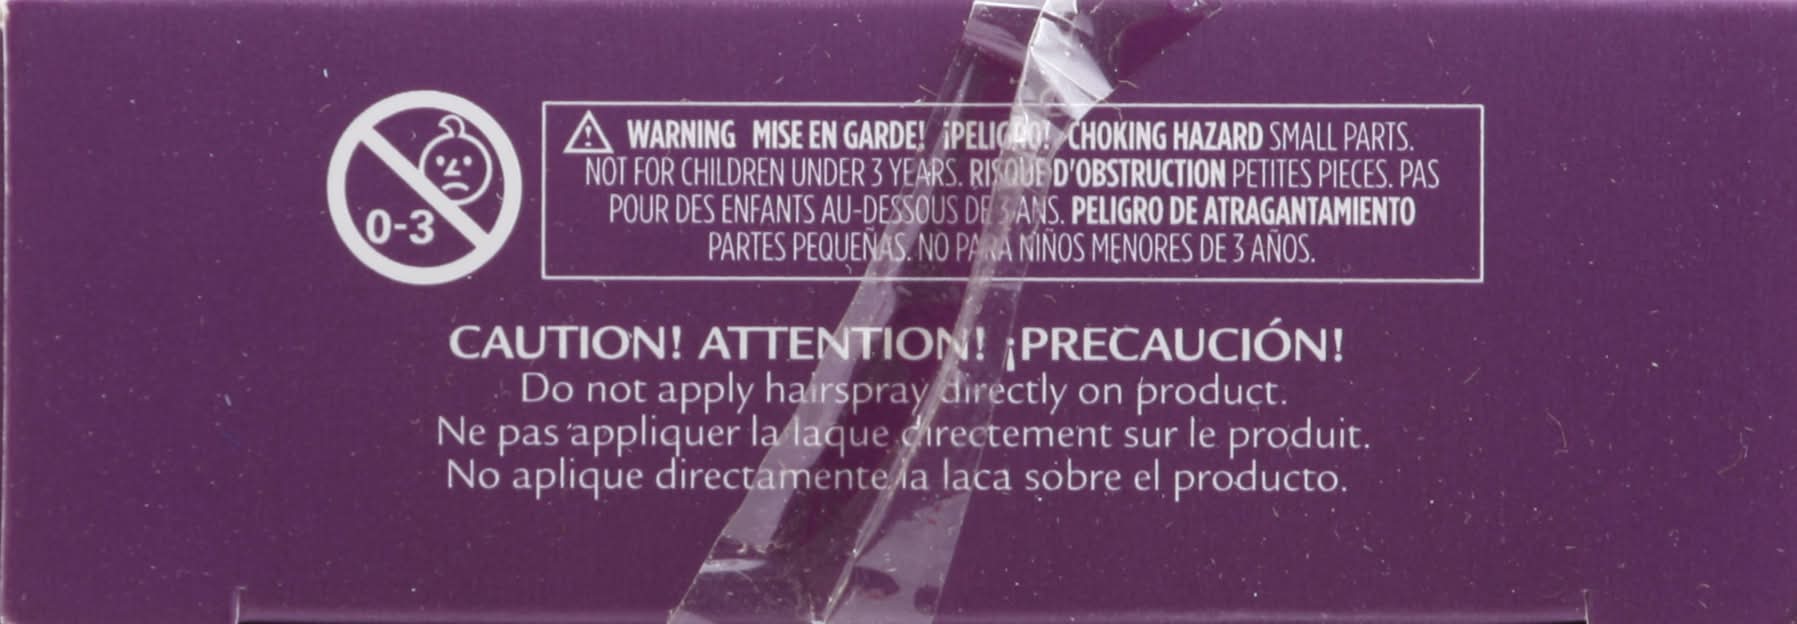 0-3
WARNING MISE EN GARDE! ¡PELIGRO! CHOKING HAZARD SMALL PARTS.
NOT FOR CHILDREN UNDER 3 YEARS. RISQUE D'OBSTRUCTION PETITES PIECES. PAS
POUR DES ENFANTS AU-DESSOUS DE 3 ANS. PELIGRO DE ATRAGANTAMIENTO
PARTES PEQUEÑAS. NO PARA NIÑOS MENORES DE 3 AÑOS.
CAUTION! ATTENTION! ¡PRECAUCIÓN!
Do not apply hairspray directly on product.
Ne pas appliquer la laque directement sur le produit.
No aplique directamente la laca sobre el producto.